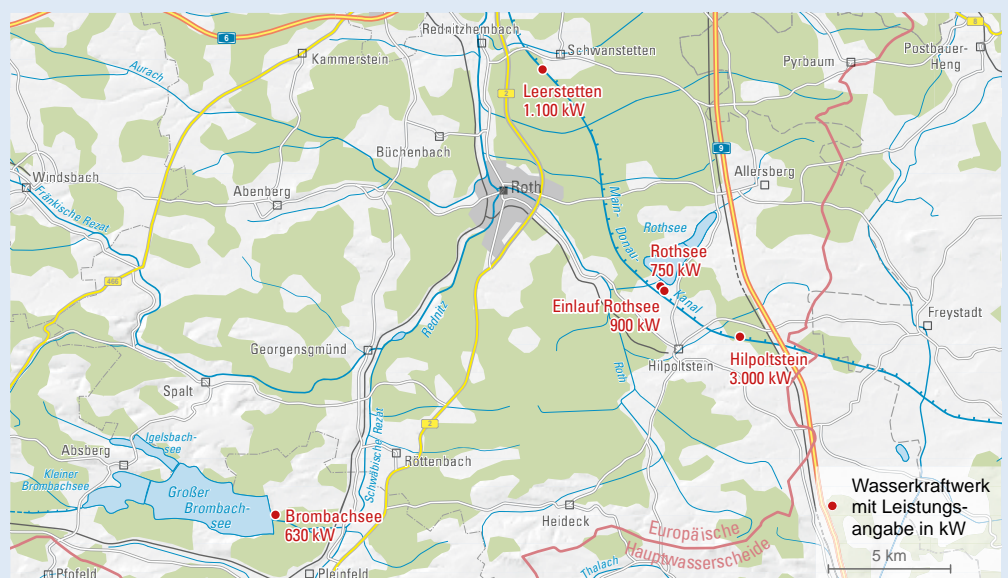 Rednitzhembach
8
6
Schwanstetten
Postbauer-
Heng
Kammerstein
Pyrbaum
Aurach
Leerstetten
1.100 kW
2
Büchenbach
9
Windsbach
Allersberg
Abenberg
Roth
Fränkische Rezat
Main-Donau-
Kanal
Rothsee
Rothsee
750 kW
466
Einlauf Rothsee
900 kW
Rednitz
Freystadt
Georgensgmünd
Hilpoltstein
Hilpoltstein
3.000 kW
Roth
Spalt
2
Schwäbische Rezat
Igelsbach-
see
Absberg
Röttenbach
Kleiner
Brombachsee
Großer
Brombach-
see
Brombachsee
630 kW
Heideck
Europäische
Hauptwasserscheide
Thalach
Pfofeld
Pleinfeld
Wasserkraftwerk
mit Leistungs-
angabe in kW
5 km